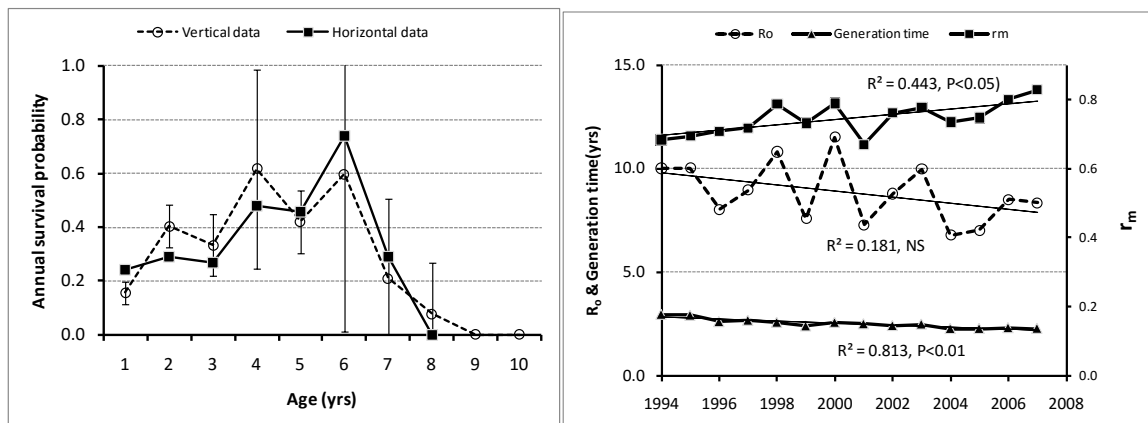 Vertical data Horizontal data
Annual survival probability
1.0
0.8
0.6
0.4
0.2
0.0
1 2 3 4 5 6 7 8 9 10
Age (yrs)
Ro Generation time rm
R² = 0.443, P<0.05)
R² = 0.181, NS
R² = 0.813, P<0.01
Ro & Generation time(yrs)
15.0
10.0
5.0
0.0
0.8
0.6
0.4
0.2
0.0
rm
1994 1996 1998 2000 2002 2004 2006 2008